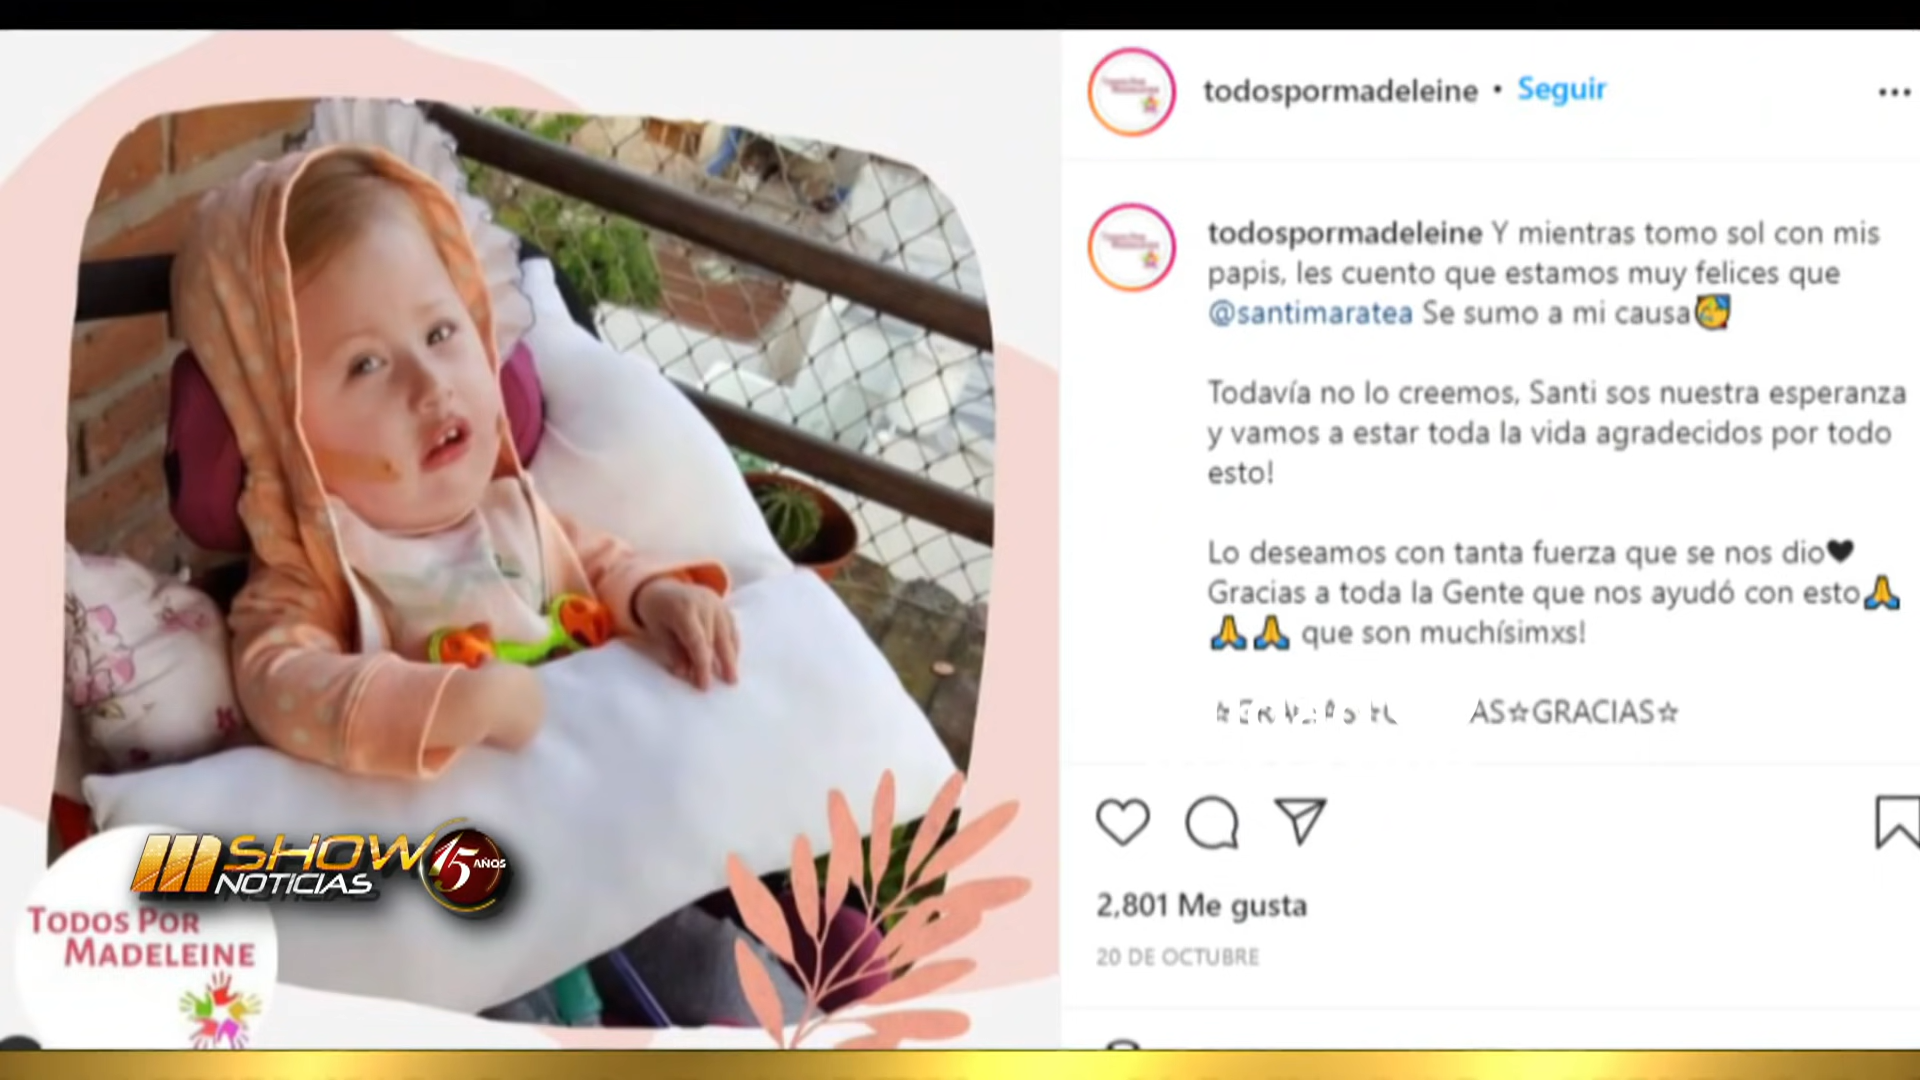 todospormadeleine • Seguir
todospormadeleine Y mientras tomo sol con mis
papis, les cuento que estamos muy felices que
@santimaratea Se sumo a mi causa
Todavía no lo creemos, Santi sos nuestra esperanza
y vamos a estar toda la vida agradecidos por todo
esto!
Lo deseamos con tanta fuerza que se nos dio🖤
Gracias a toda la Gente que nos ayudó con esto🙏
🙏🙏 que son muchísimxs!
AS☆GRACIAS☆
2,801 Me gusta
20 DE OCTUBRE
SHOW
NOTICIAS
15 AÑOS
TODOS POR
MADELEINE